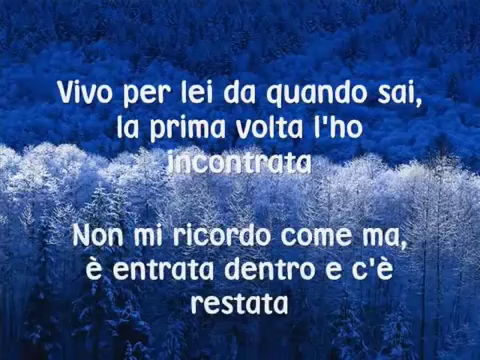 Vivo per lei da quando sai,
la prima volta l'ho
incontrata
Non mi ricordo come ma,
è entrata dentro e c'è
restata